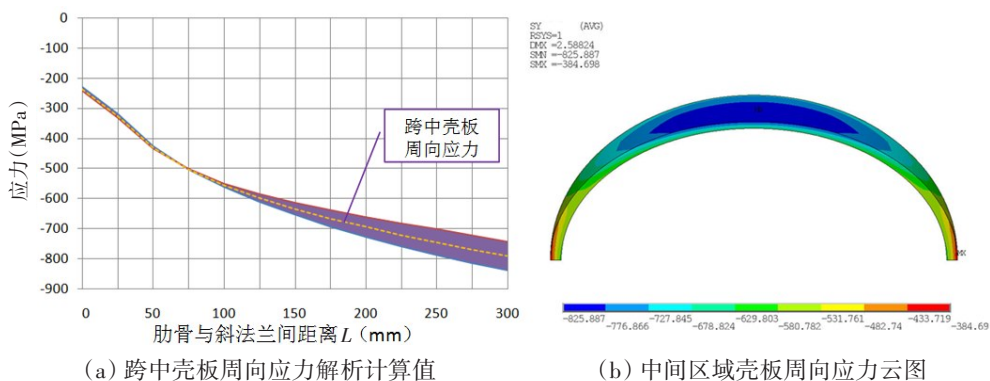 0
-100
-200
-300
-400
-500
-600
-700
-800
-900
应力(MPa)
跨中壳板
周向应力
0 50 100 150 200 250 300
肋骨与斜法兰间距离L(mm)
(a)跨中壳板周向应力解析计算值
SY (AVG)
RSYS=1
DMX =2.58824
SMN =-825.887
SMX =-384.698
MX
-825.887 -727.845 -629.803 -531.761 -433.719
-776.866 -678.824 -580.782 -482.74 -384.69
(b)中间区域壳板周向应力云图